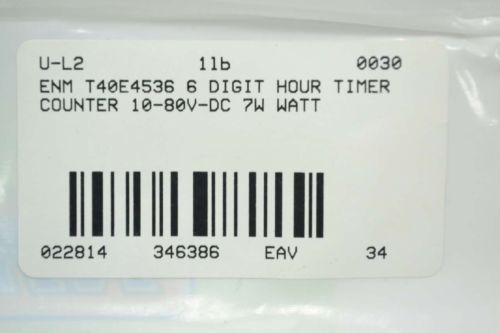 U-L2 1lb 0030
ENM T40E4536 6 DIGIT HOUR TIMER
COUNTER 10-80V-DC 7W WATT
022814 346386 EAV 34